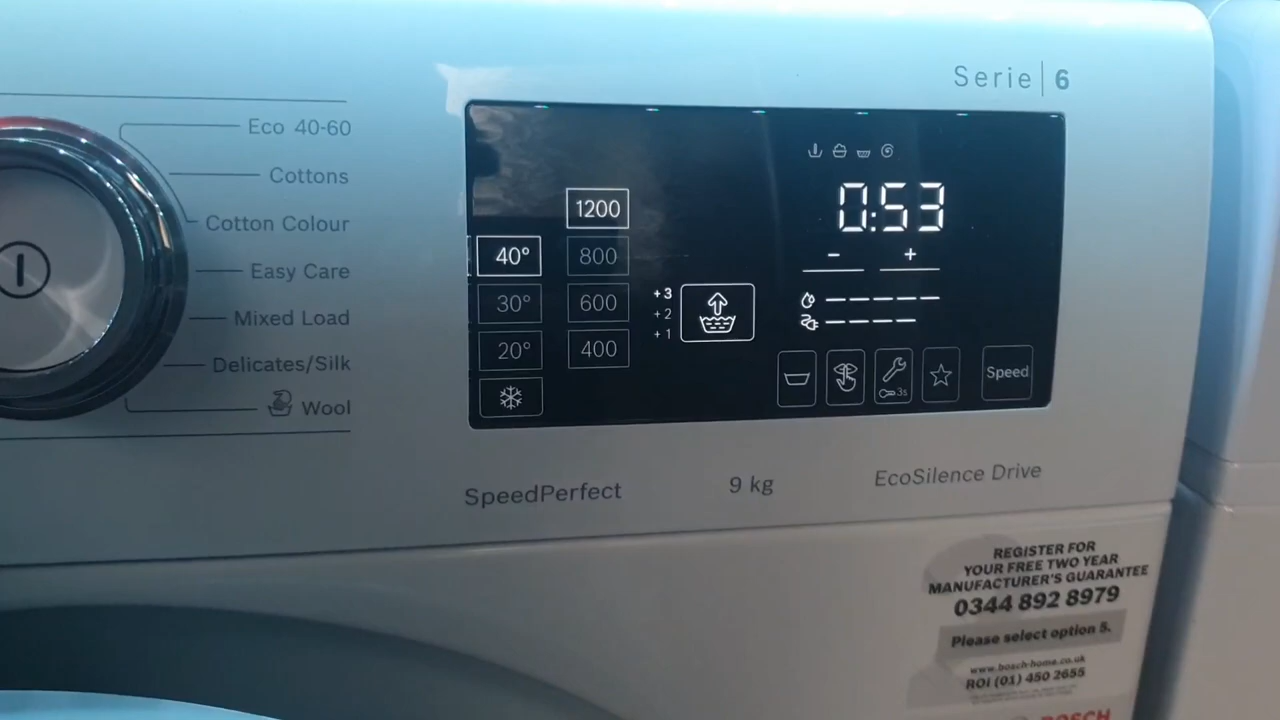 Serie | 6
Eco 40-60
Cottons
Cotton Colour
Easy Care
Mixed Load
Delicates/Silk
Wool
40°
30°
20°
1200
800
600
400
+3
+2
+1
0:53
- +
3s
Speed
SpeedPerfect
9 kg
EcoSilence Drive
REGISTER FOR
YOUR FREE TWO YEAR
MANUFACTURER'S GUARANTEE
0344 892 8979
Please select option 5.
www.bosch-home.co.uk
ROI (01) 450 2655
BOSCH